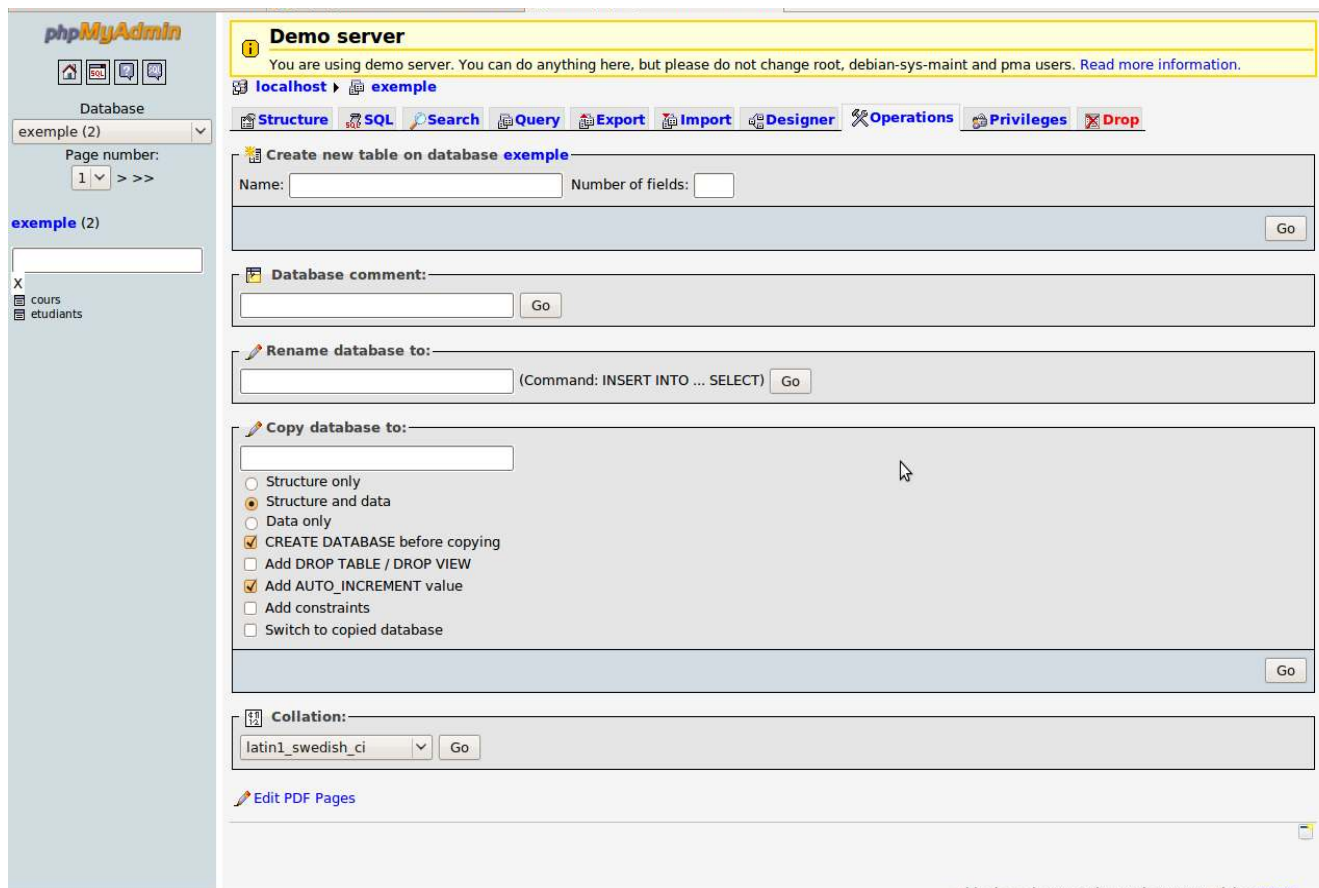 phpMyAdmin
SQL
Database
exemple (2)
Page number:
1 > >>
exemple (2)
X
cours
etudiants
Demo server
You are using demo server. You can do anything here, but please do not change root, debian-sys-maint and pma users. Read more information.
localhost exemple
Structure SQL Search Query Export Import Designer Operations Privileges Drop
Create new table on database exemple
Name: Number of fields:
Go
Database comment:
Go
Rename database to:
(Command: INSERT INTO ... SELECT) Go
Copy database to:
Structure only
Structure and data
Data only
CREATE DATABASE before copying
Add DROP TABLE / DROP VIEW
Add AUTO_INCREMENT value
Add constraints
Switch to copied database
Go
Collation:
latin1_swedish_ci Go
Edit PDF Pages